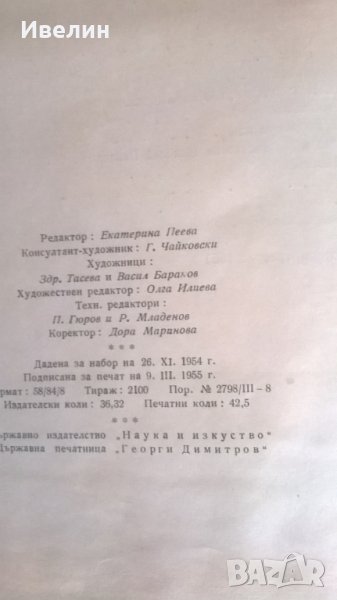 Ивелин
Редактор: Екатерина Пеева
Консултант-художник: Г. Чайковски
Художници:
Здр. Тасева и Васил Бараков
Художествен редактор: Олга Илиева
Техн. редактори:
П. Гюров и Р. Младенов
Коректор: Дора Маринова
* * *
Дадена за набор на 26. XI. 1954 г.
Подписана за печат на 9. III. 1955 г.
рмат: 58/84/8 Тираж: 2100 Пор. № 2798/III–8
Издателски коли: 36,32 Печатни коли: 42,5
* * *
ържавно издателство „Наука и изкуство“
Държавна печатница „Георги Димитров“
BAZAR